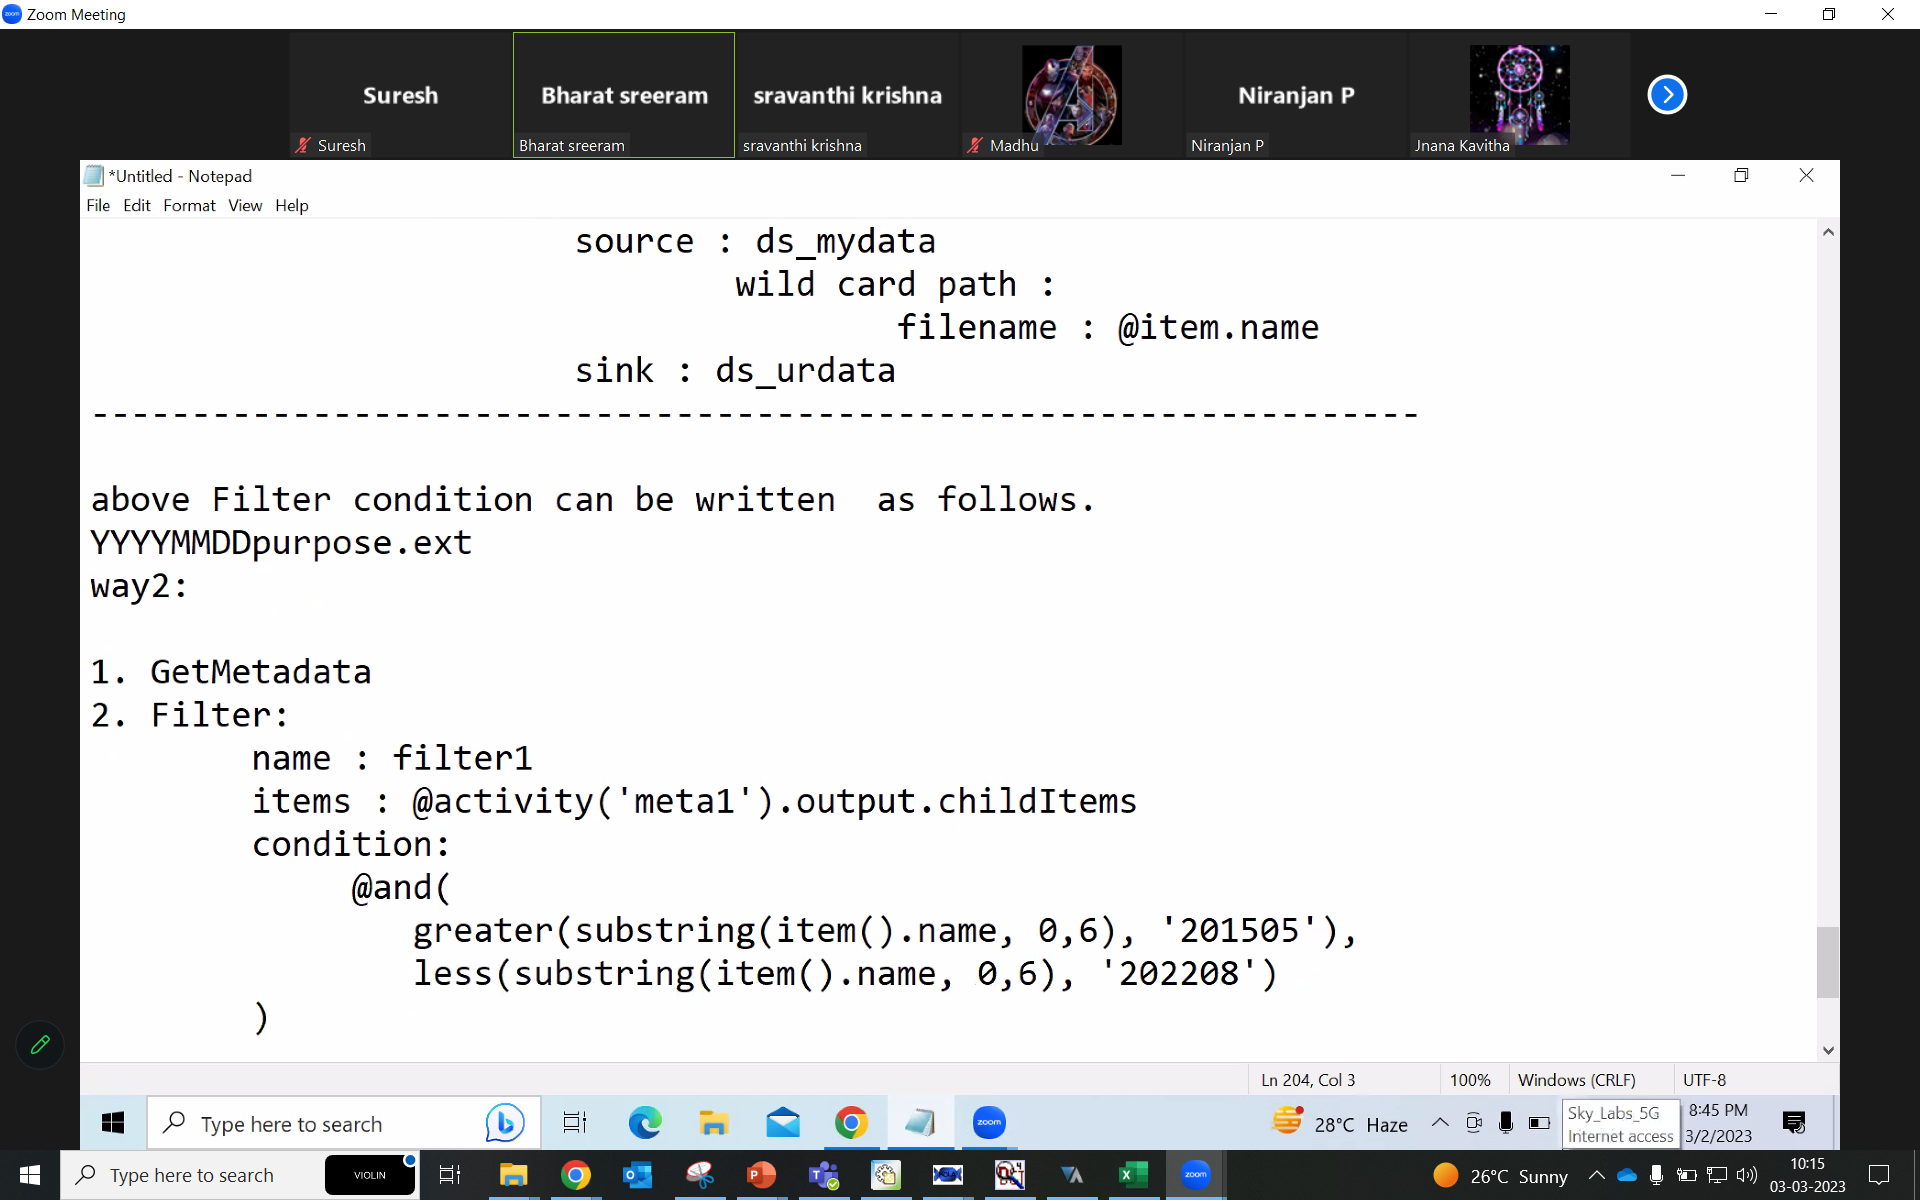 Zoom Meeting
Suresh
Bharat sreeram
sravanthi krishna
Niranjan P
Suresh
Bharat sreeram
sravanthi krishna
Madhu
Niranjan P
Jnana Kavitha
*Untitled - Notepad
File Edit Format View Help
source : ds_mydata
wild card path :
filename : @item.name
sink : ds_urdata
------------------------------------------------------------------
above Filter condition can be written  as follows.
YYYYMMDDpurpose.ext
way2:
1. GetMetadata
2. Filter:
name : filter1
items : @activity('meta1').output.childItems
condition:
@and(
greater(substring(item().name, 0,6), '201505'),
less(substring(item().name, 0,6), '202208')
)
Ln 204, Col 3
100%
Windows (CRLF)
UTF-8
Type here to search
zoom
28°C Haze
Sky_Labs_5G
Internet access
8:45 PM
3/2/2023
Type here to search
VIOLIN
zoom
26°C Sunny
10:15
03-03-2023